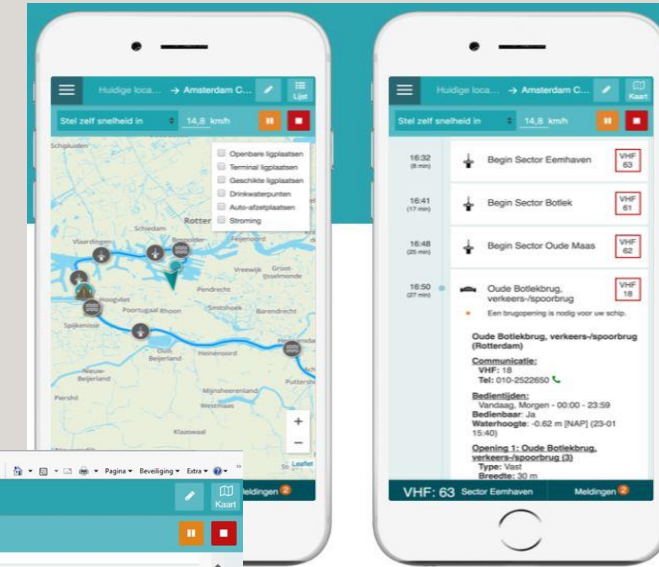 Huidige loca... → Amsterdam C...
Lijst
Stel zelf snelheid in 14,8 km/h
Schipluiden
Openbare ligplaatsen
Terminal ligplaatsen
Geschikte ligplaatsen
Drinkwaterpunten
Auto-afzetplaatsen
Stroming
Schiedam
Rotter
Vlaardingen
Feijenoord
Vreewijk
Groot-
IJsselmonde
Pendrecht
Hoogvliet
Poortugaal Rhoon
Smitshoek
Barendrecht
Spijkenisse
Oud-
Beijerland
Heinenoord
Nieuw-
Beijerland
Mijnsheerenland
Puttersh
Piershil
Westmaas
Klaaswaal
+
−
Leaflet
eldingen 2
Huidige loca... → Amsterdam C...
Kaart
Stel zelf snelheid in 14,8 km/h
16:32
(8 min)
Begin Sector Eemhaven
VHF
63
16:41
(17 min)
Begin Sector Botlek
VHF
61
16:48
(25 min)
Begin Sector Oude Maas
VHF
62
16:50
(27 min)
Oude Botlekbrug,
verkeers-/spoorbrug
VHF
18
Een brugopening is nodig voor uw schip.
Oude Botlekbrug, verkeers-/spoorbrug
(Rotterdam)
Communicatie:
VHF: 18
Tel: 010-2522650
Bedientijden:
Vandaag, Morgen - 00:00 - 23:59
Bedienbaar: Ja
Waterhoogte: -0.62 m [NAP] (23-01
15:40)
Opening 1: Oude Botlekbrug,
verkeers-/spoorbrug (3)
Type: Vast
Breedte: 30 m
VHF: 63 Sector Eemhaven Meldingen 2
Pagina Beveiliging Extra
Kaart